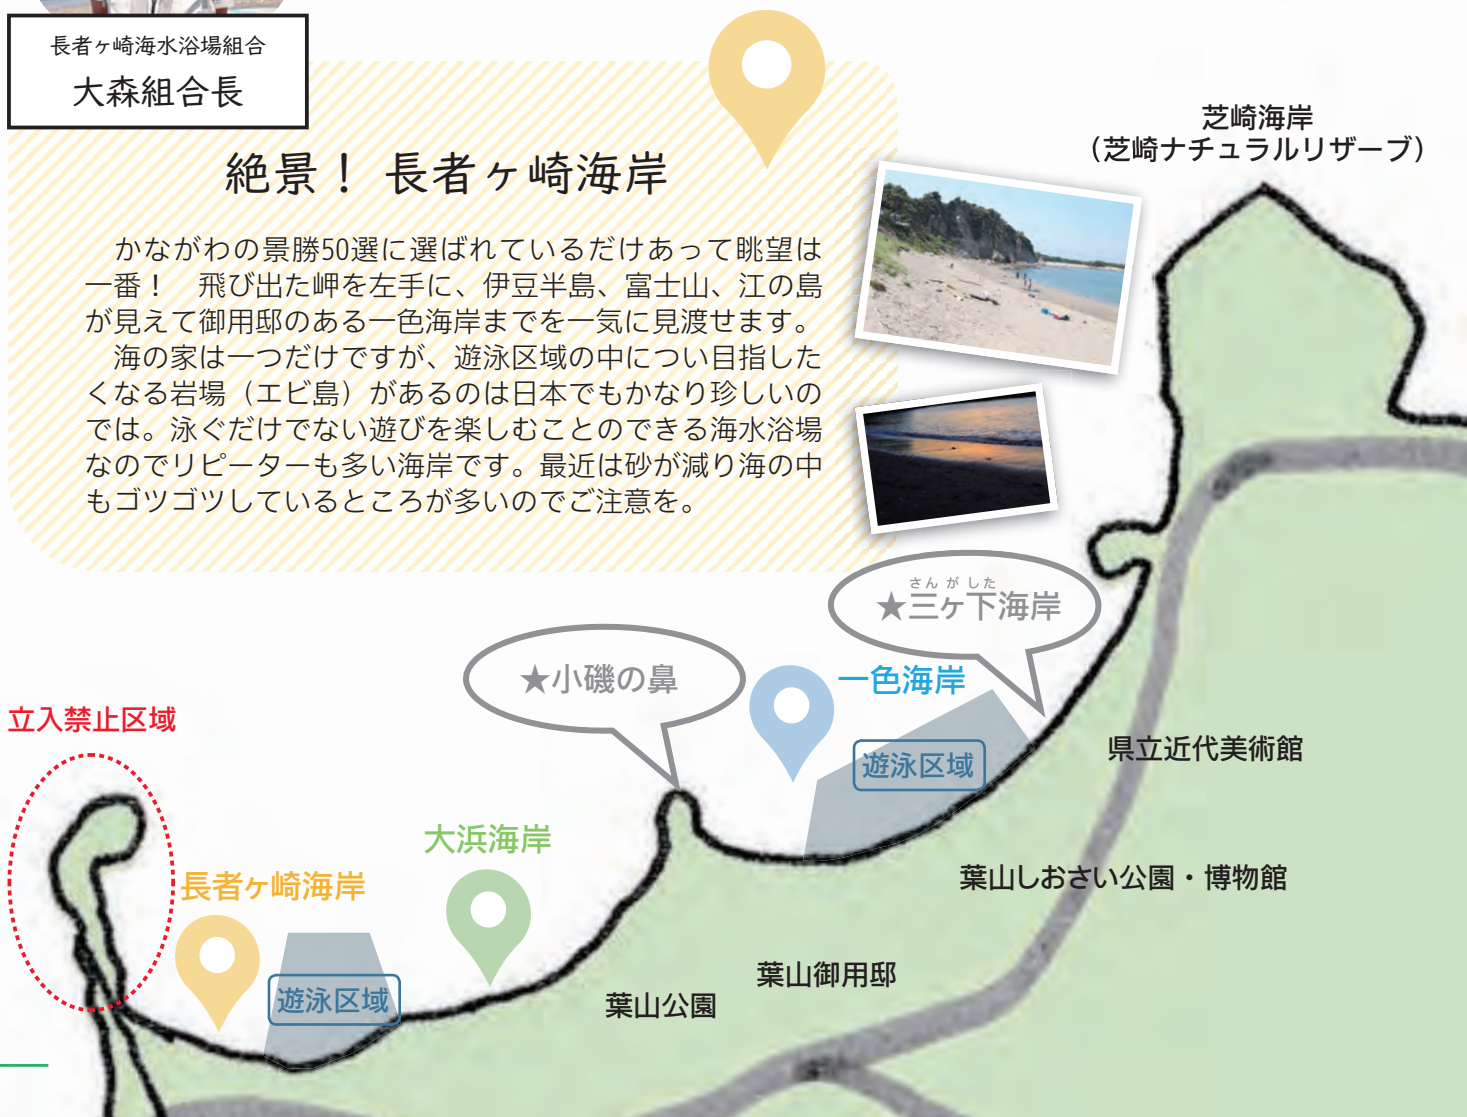 長者ヶ崎海水浴場組合
大森組合長
絶景！ 長者ヶ崎海岸
かながわの景勝50選に選ばれているだけあって眺望は
一番！　飛び出た岬を左手に、伊豆半島、富士山、江の島
が見えて御用邸のある一色海岸までを一気に見渡せます。
海の家は一つだけですが、遊泳区域の中につい目指した
くなる岩場（エビ島）があるのは日本でもかなり珍しいの
では。泳ぐだけでない遊びを楽しむことのできる海水浴場
なのでリピーターも多い海岸です。最近は砂が減り海の中
もゴツゴツしているところが多いのでご注意を。
芝崎海岸
（芝崎ナチュラルリザーブ）
さんがした
★三ヶ下海岸
★小磯の鼻
一色海岸
遊泳区域
県立近代美術館
立入禁止区域
大浜海岸
長者ヶ崎海岸
遊泳区域
葉山しおさい公園・博物館
葉山御用邸
葉山公園